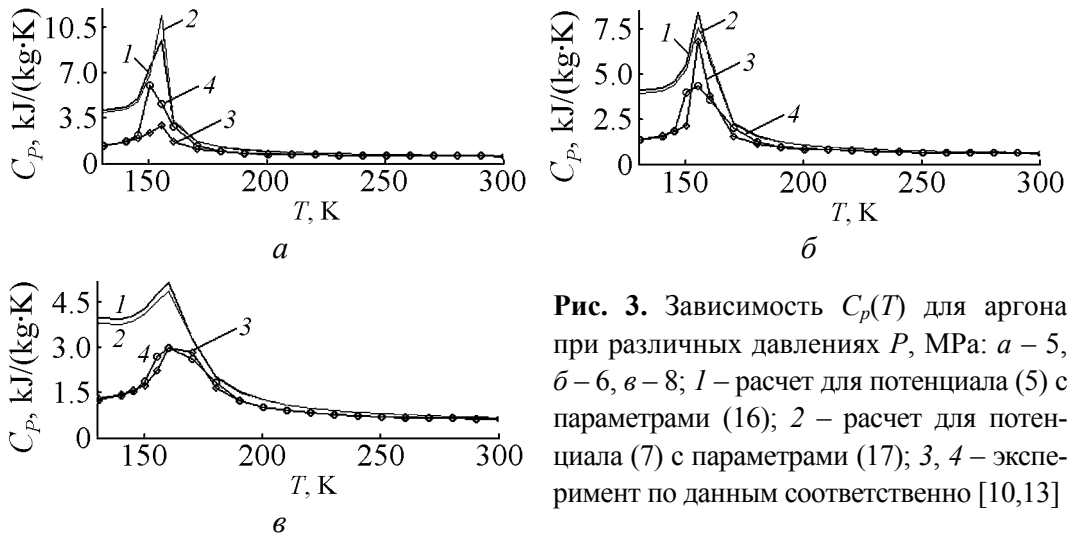 10.5
7.0
3.5
0
C_P, kJ/(kg·K)
1
2
4
3
150
200
250
300
T, K
а
7.5
5.0
2.5
0
C_P, kJ/(kg·K)
1
2
3
4
150
200
250
300
T, K
б
4.5
3.0
1.5
0
C_P, kJ/(kg·K)
1
2
4
3
150
200
250
300
T, K
в
Рис. 3. Зависимость C_p(T) для аргона
при различных давлениях P, MPa: а – 5,
б – 6, в – 8; 1 – расчет для потенциала (5) с
параметрами (16); 2 – расчет для потен-
циала (7) с параметрами (17); 3, 4 – экспе-
римент по данным соответственно [10,13]